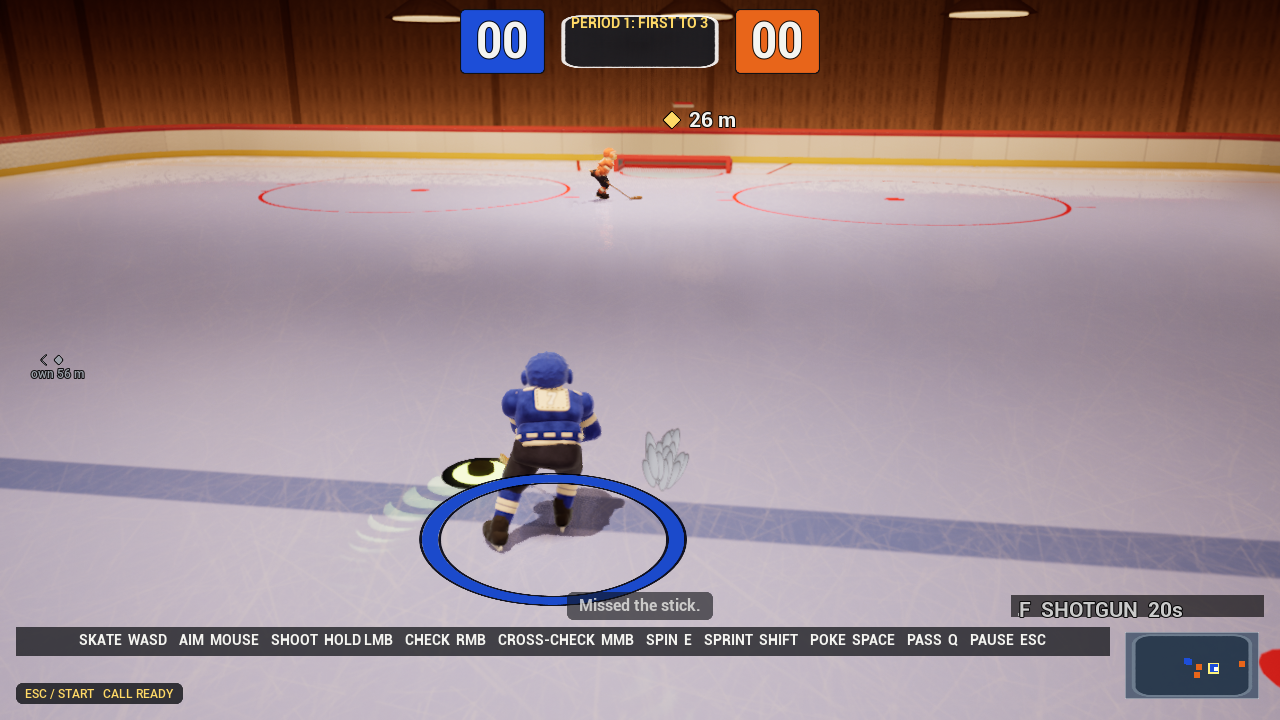 00
PERIOD 1: FIRST TO 3
00
26 m
own 56 m
7
Missed the stick.
F SHOTGUN 20s
SKATE WASD AIM MOUSE SHOOT HOLD LMB CHECK RMB CROSS-CHECK MMB SPIN E SPRINT SHIFT POKE SPACE PASS Q PAUSE ESC
ESC / START CALL READY